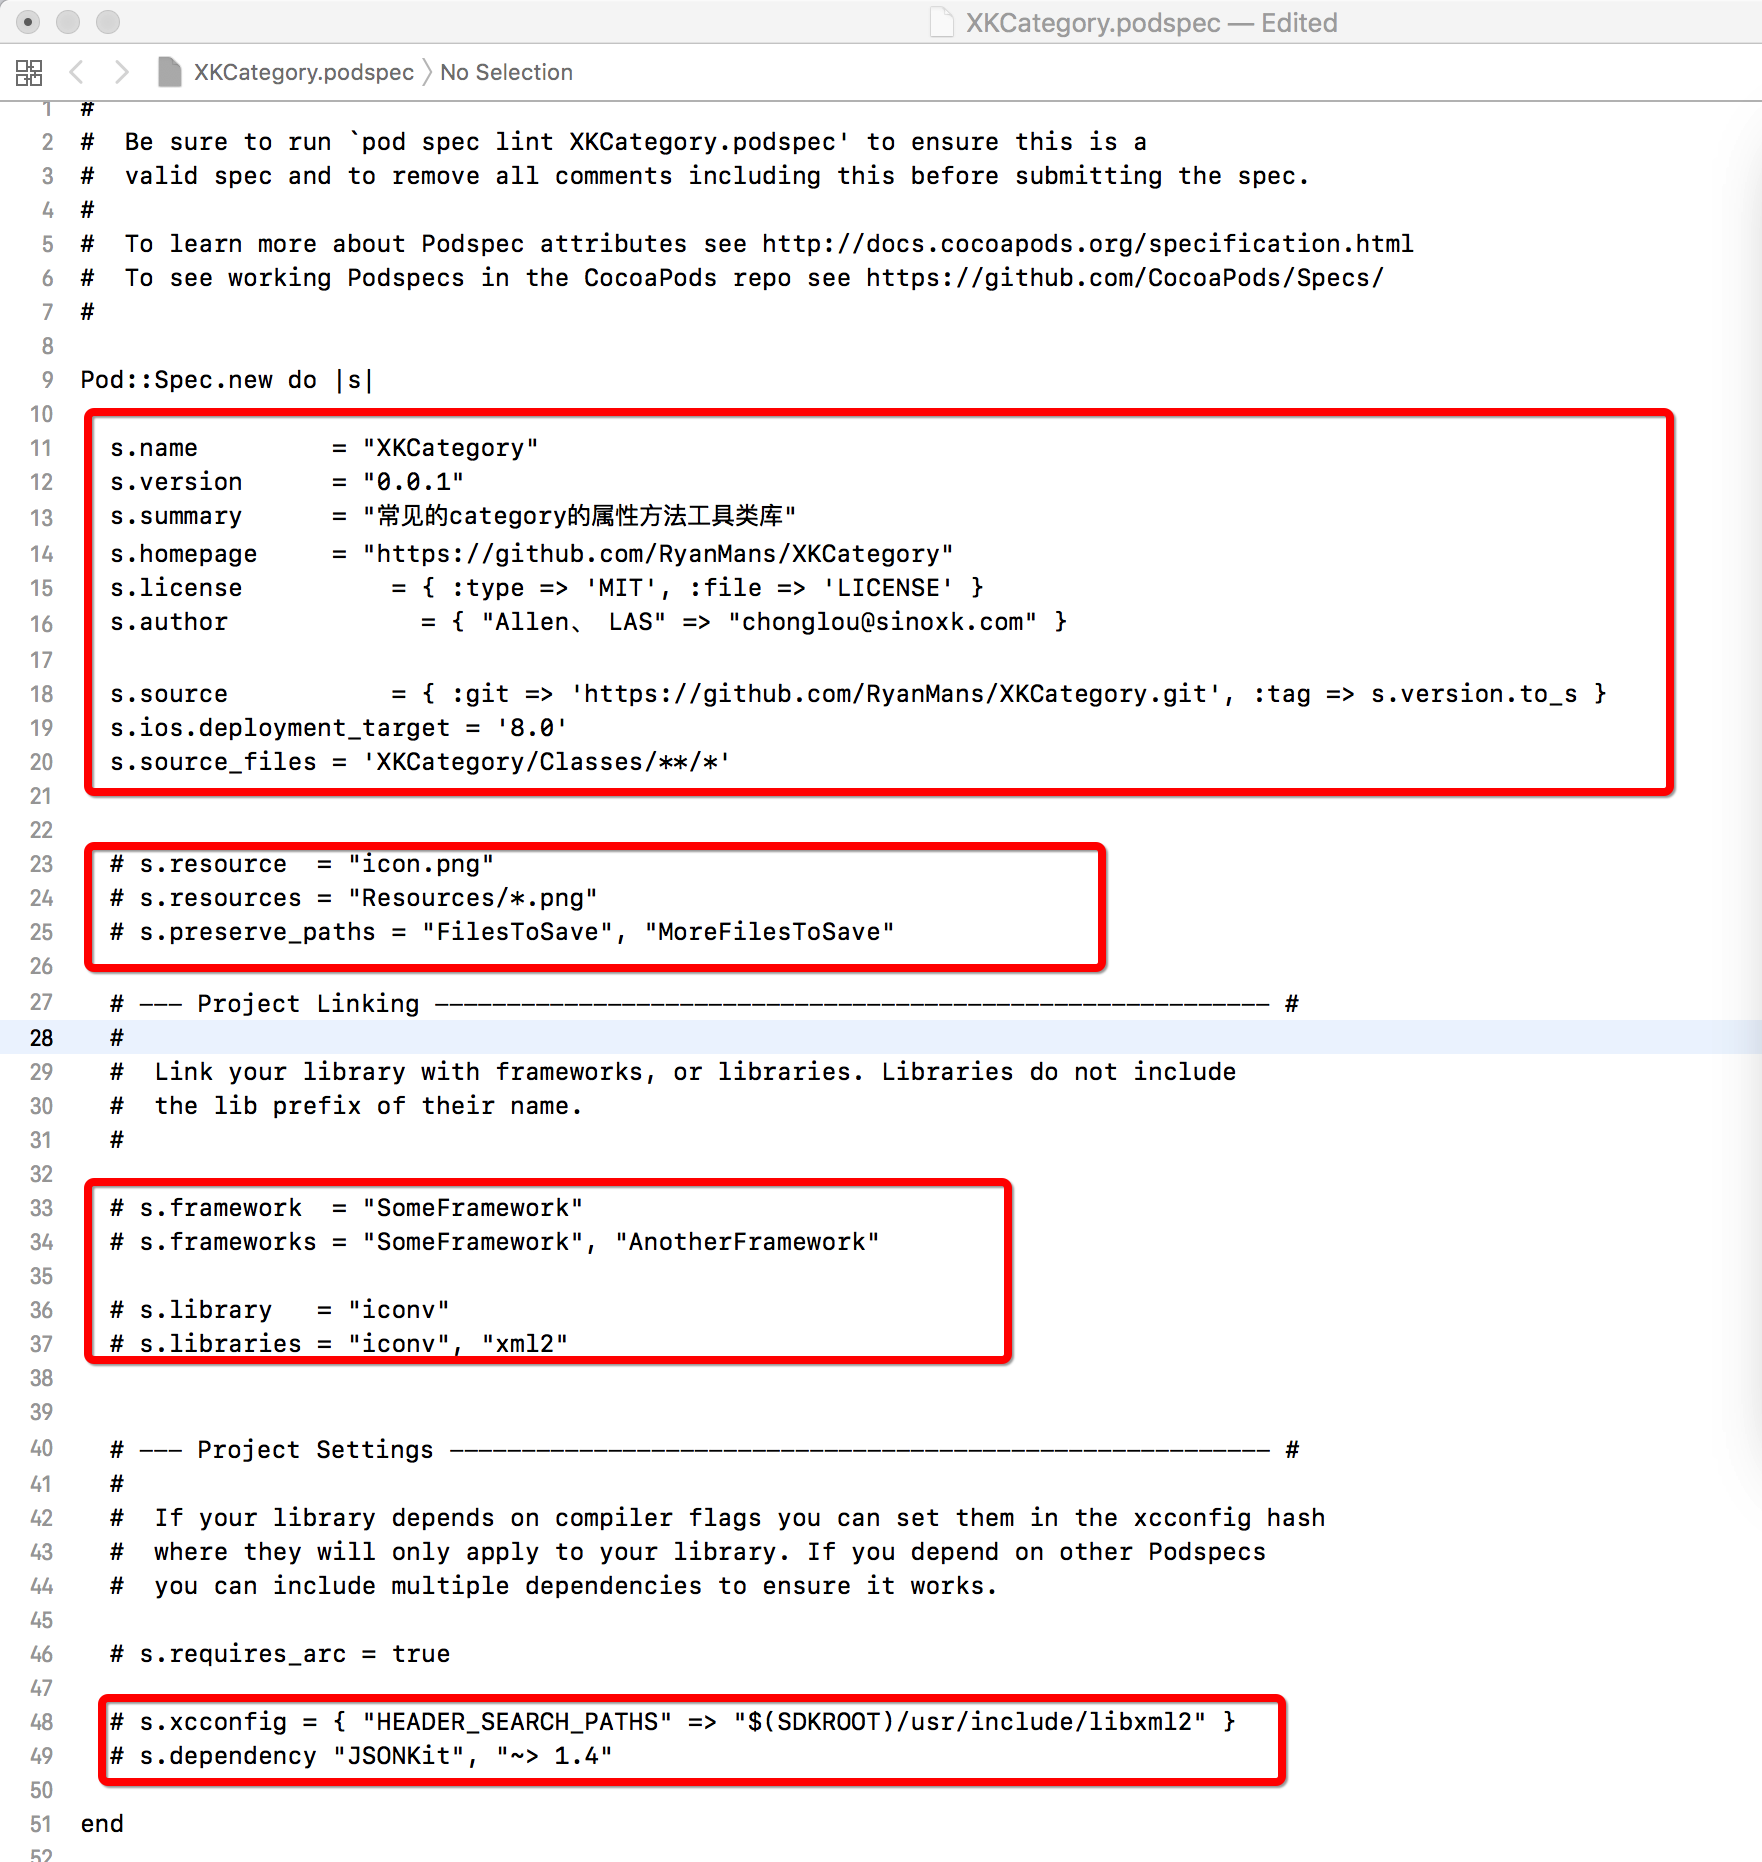 XKCategory.podspec — Edited
XKCategory.podspec 〉 No Selection
1 #
2 #  Be sure to run `pod spec lint XKCategory.podspec' to ensure this is a
3 #  valid spec and to remove all comments including this before submitting the spec.
4 #
5 #  To learn more about Podspec attributes see http://docs.cocoapods.org/specification.html
6 #  To see working Podspecs in the CocoaPods repo see https://github.com/CocoaPods/Specs/
7 #
8
9 Pod::Spec.new do |s|
10
11   s.name         = "XKCategory"
12   s.version      = "0.0.1"
13   s.summary      = "常见的category的属性方法工具类库"
14   s.homepage     = "https://github.com/RyanMans/XKCategory"
15   s.license          = { :type => 'MIT', :file => 'LICENSE' }
16   s.author             = { "Allen、 LAS" => "chonglou@sinoxk.com" }
17
18   s.source           = { :git => 'https://github.com/RyanMans/XKCategory.git', :tag => s.version.to_s }
19   s.ios.deployment_target = '8.0'
20   s.source_files = 'XKCategory/Classes/**/*'
21
22
23   # s.resource  = "icon.png"
24   # s.resources = "Resources/*.png"
25   # s.preserve_paths = "FilesToSave", "MoreFilesToSave"
26
27   # ――― Project Linking ―――――――――――――――――――――――――――――――――――――――――――――――――――――――――― #
28   #
29   #  Link your library with frameworks, or libraries. Libraries do not include
30   #  the lib prefix of their name.
31   #
32
33   # s.framework  = "SomeFramework"
34   # s.frameworks = "SomeFramework", "AnotherFramework"
35
36   # s.library   = "iconv"
37   # s.libraries = "iconv", "xml2"
38
39
40   # ――― Project Settings ――――――――――――――――――――――――――――――――――――――――――――――――――――――――― #
41   #
42   #  If your library depends on compiler flags you can set them in the xcconfig hash
43   #  where they will only apply to your library. If you depend on other Podspecs
44   #  you can include multiple dependencies to ensure it works.
45
46   # s.requires_arc = true
47
48   # s.xcconfig = { "HEADER_SEARCH_PATHS" => "$(SDKROOT)/usr/include/libxml2" }
49   # s.dependency "JSONKit", "~> 1.4"
50
51 end
52